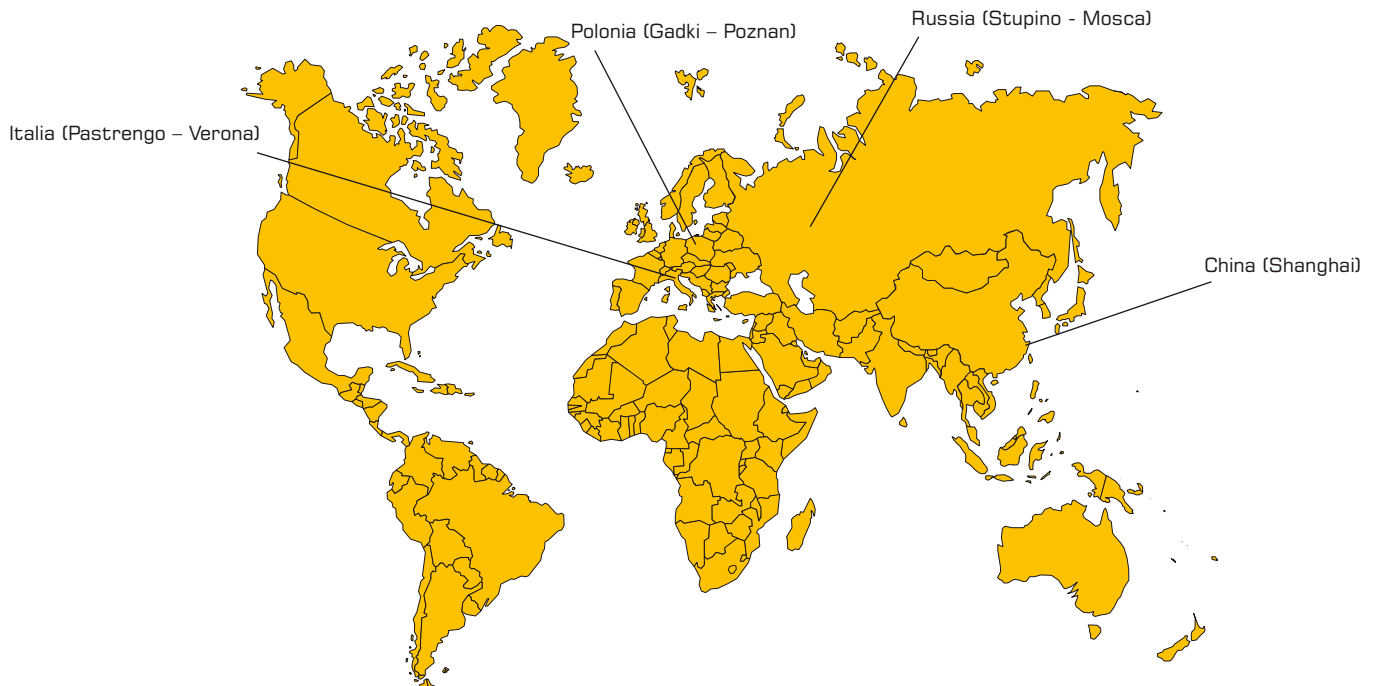 Russia (Stupino - Mosca)
Polonia (Gadki – Poznan)
Italia (Pastrengo – Verona)
China (Shanghai)